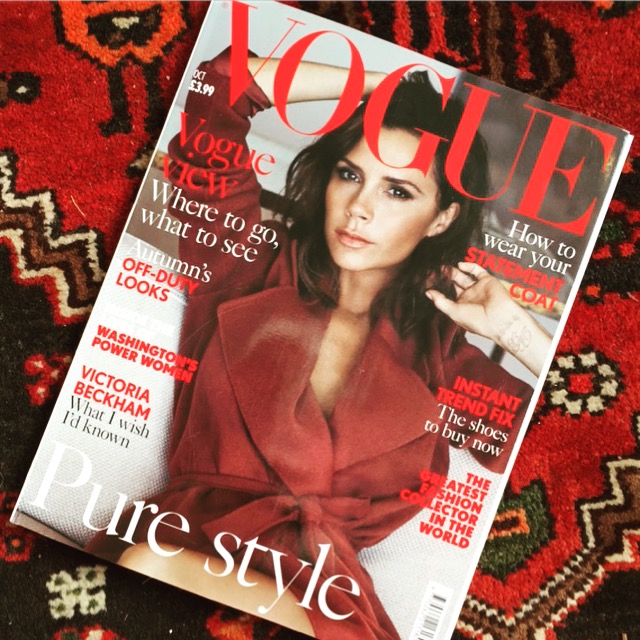 VOGUE
OCT
£3.99
Vogue
view
Where to go,
what to see
Autumn's
OFF-DUTY
LOOKS
WASHINGTON'S
POWER WOMEN
VICTORIA
BECKHAM
What I wish
I'd known
How to
wear your
STATEMENT
COAT
INSTANT
TREND FIX
The shoes
to buy now
THE
GREATEST
FASHION
COLLECTOR
IN THE
WORLD
Pure style